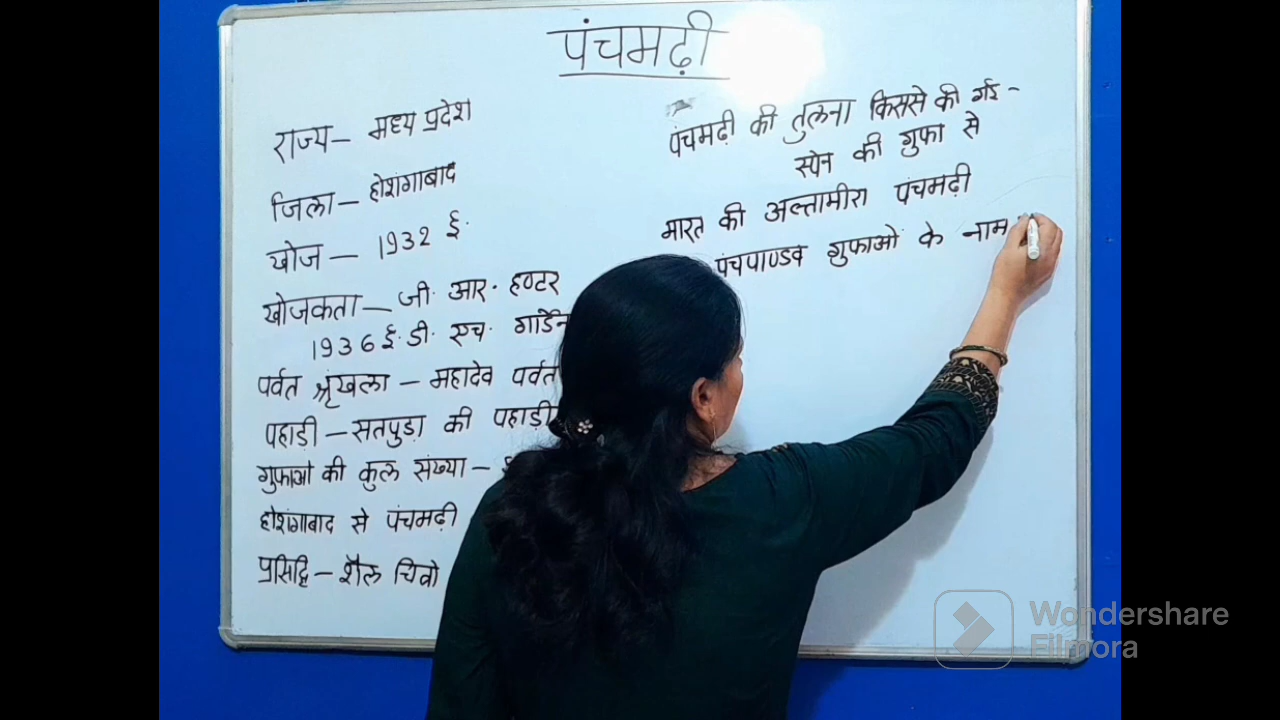 पंचमढ़ी
राज्य– मध्य प्रदेश
जिला– होशंगाबाद
खोज – 1932 ई.
खोजकता – जी. आर. हण्टर
1936 ई. डी. एच. गार्डन
पर्वत श्रृंखला – महादेव पर्वत
पहाड़ी – सतपुड़ा की पहाड़ी
गुफाओ की कुल संख्या –
होशंगाबाद से पंचमढ़ी
प्रसिद्दि – शैल चित्रो
पंचमढ़ी की तुलना किससे की गई -
स्पेन की गुफा से
भारत की अल्तामीरा पंचमढ़ी
पंचपाण्डव गुफाओं के नाम
Wondershare
Filmora